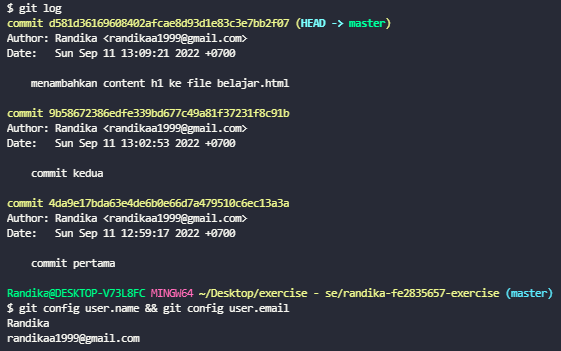 $ git log
commit d581d36169608402afcae8d93d1e83c3e7bb2f07 (HEAD -> master)
Author: Randika <randikaa1999@gmail.com>
Date:   Sun Sep 11 13:09:21 2022 +0700
menambahkan content h1 ke file belajar.html
commit 9b58672386edfe339bd677c49a81f37231f8c91b
Author: Randika <randikaa1999@gmail.com>
Date:   Sun Sep 11 13:02:53 2022 +0700
commit kedua
commit 4da9e17bda63e4de6b0e66d7a479510c6ec13a3a
Author: Randika <randikaa1999@gmail.com>
Date:   Sun Sep 11 12:59:17 2022 +0700
commit pertama
Randika@DESKTOP-V73L8FC MINGW64 ~/Desktop/exercise - se/randika-fe2835657-exercise (master)
$ git config user.name && git config user.email
Randika
randikaa1999@gmail.com